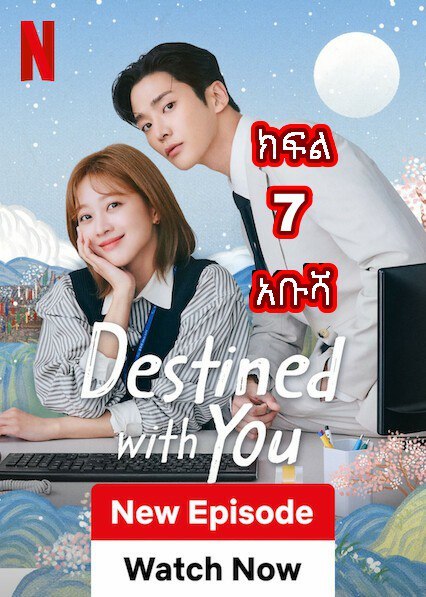 N
ክፍል
7
አቡሻ
Destined
with You
New Episode
Watch Now